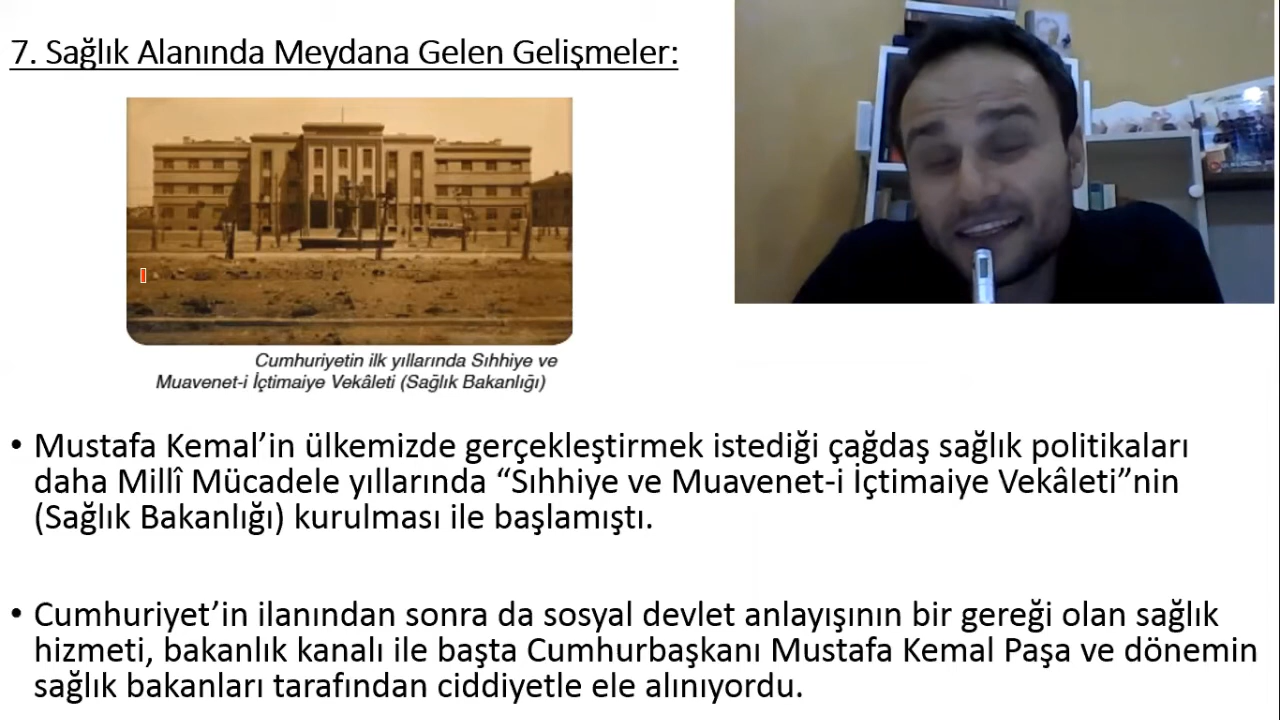 7. Sağlık Alanında Meydana Gelen Gelişmeler:
Cumhuriyetin ilk yıllarında Sıhhiye ve
Muavenet-i İçtimaiye Vekâleti (Sağlık Bakanlığı)
• Mustafa Kemal’in ülkemizde gerçekleştirmek istediği çağdaş sağlık politikaları
daha Millî Mücadele yıllarında “Sıhhiye ve Muavenet-i İçtimaiye Vekâleti”nin
(Sağlık Bakanlığı) kurulması ile başlamıştı.
• Cumhuriyet’in ilanından sonra da sosyal devlet anlayışının bir gereği olan sağlık
hizmeti, bakanlık kanalı ile başta Cumhurbaşkanı Mustafa Kemal Paşa ve dönemin
sağlık bakanları tarafından ciddiyetle ele alınıyordu.